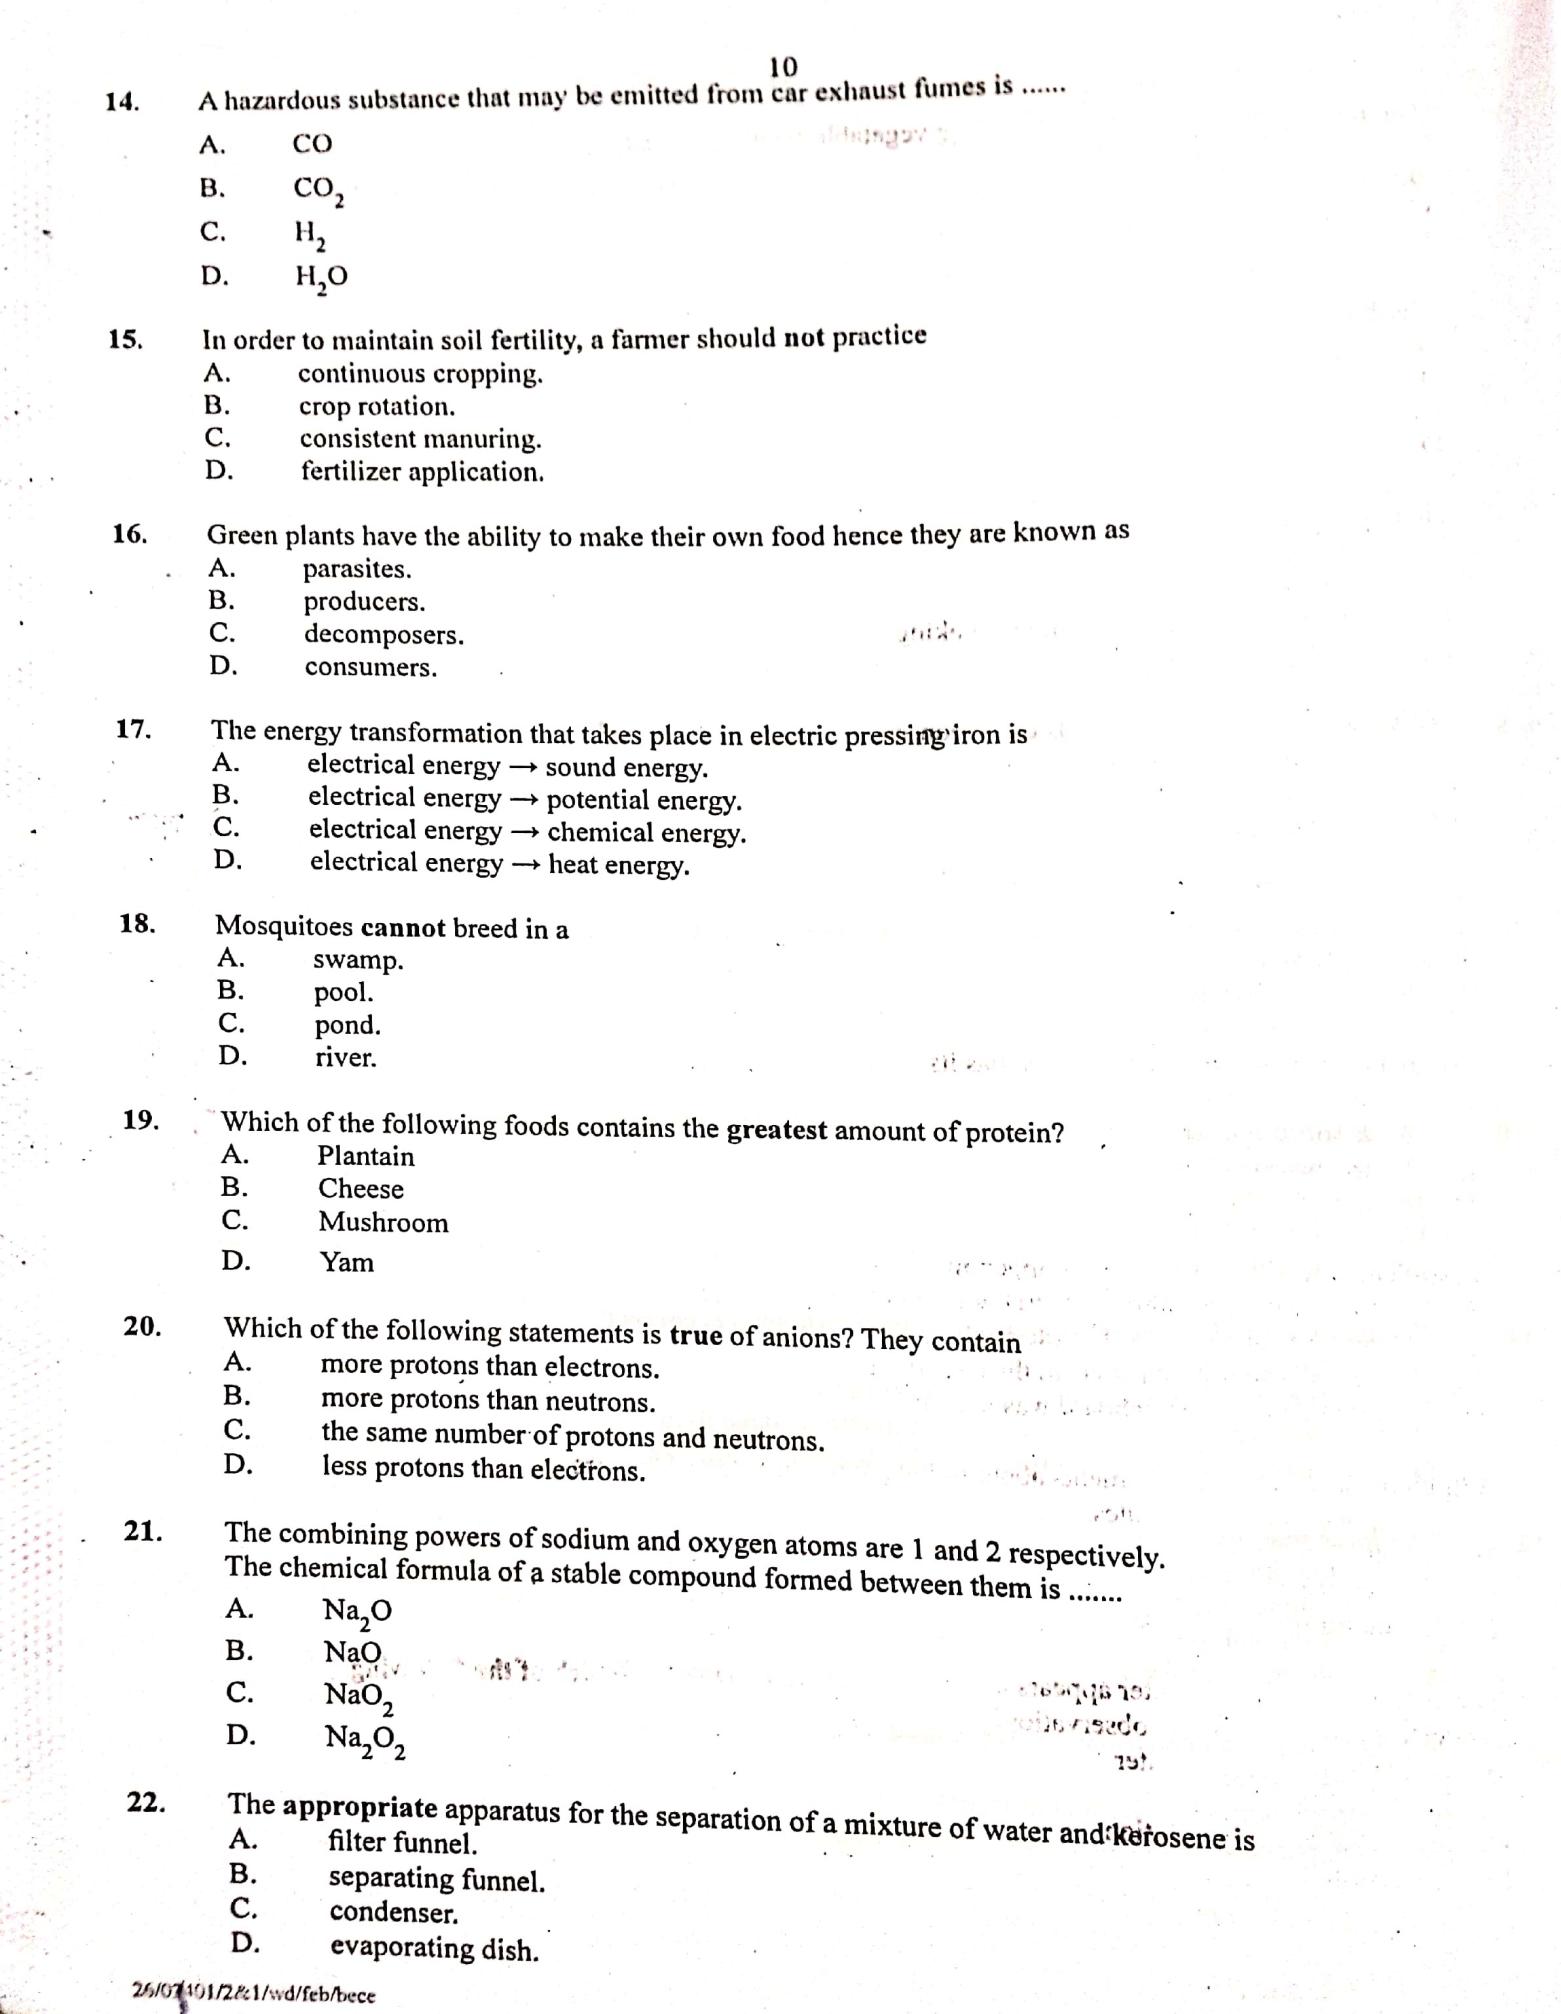 10
14. A hazardous substance that may be emitted from car exhaust fumes is ......
A. CO
B. CO₂
C. H₂
D. H₂O
15. In order to maintain soil fertility, a farmer should not practice
A. continuous cropping.
B. crop rotation.
C. consistent manuring.
D. fertilizer application.
16. Green plants have the ability to make their own food hence they are known as
A. parasites.
B. producers.
C. decomposers.
D. consumers.
17. The energy transformation that takes place in electric pressing iron is
A. electrical energy → sound energy.
B. electrical energy → potential energy.
C. electrical energy → chemical energy.
D. electrical energy → heat energy.
18. Mosquitoes cannot breed in a
A. swamp.
B. pool.
C. pond.
D. river.
19. Which of the following foods contains the greatest amount of protein?
A. Plantain
B. Cheese
C. Mushroom
D. Yam
20. Which of the following statements is true of anions? They contain
A. more protons than electrons.
B. more protons than neutrons.
C. the same number of protons and neutrons.
D. less protons than electrons.
21. The combining powers of sodium and oxygen atoms are 1 and 2 respectively.
The chemical formula of a stable compound formed between them is .......
A. Na₂O
B. NaO
C. NaO₂
D. Na₂O₂
22. The appropriate apparatus for the separation of a mixture of water and kerosene is
A. filter funnel.
B. separating funnel.
C. condenser.
D. evaporating dish.